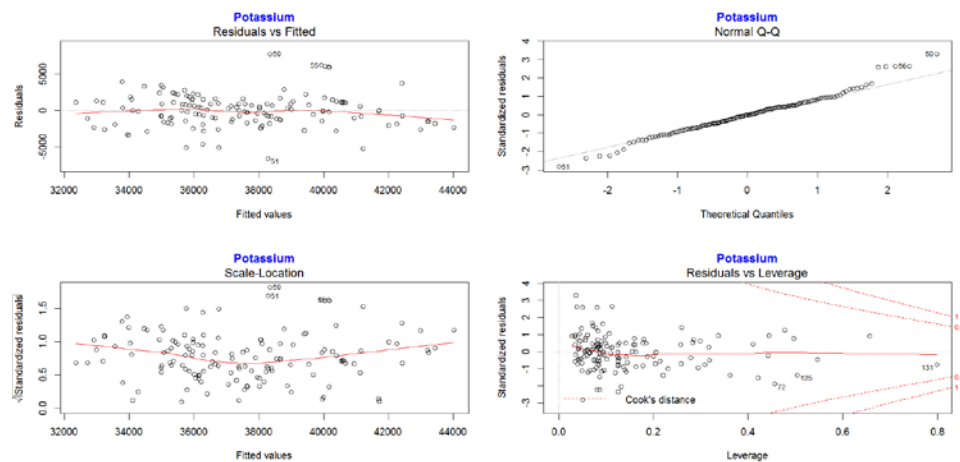 Potassium
Residuals vs Fitted
Residuals
5000
0
-5000
59
51
32000 34000 36000 38000 40000 42000 44000
Fitted values
Potassium
Normal Q-Q
Standardized residuals
4
3
2
1
0
-1
-2
-3
59
56
51
-2 -1 0 1 2
Theoretical Quantiles
Potassium
Scale-Location
√|Standardized residuals|
1.5
1.0
0.5
0.0
59
51
32000 34000 36000 38000 40000 42000 44000
Fitted values
Potassium
Residuals vs Leverage
Standardized residuals
4
3
1
-1
-3
72
125
131
Cook's distance
0.0 0.2 0.4 0.6 0.8
Leverage